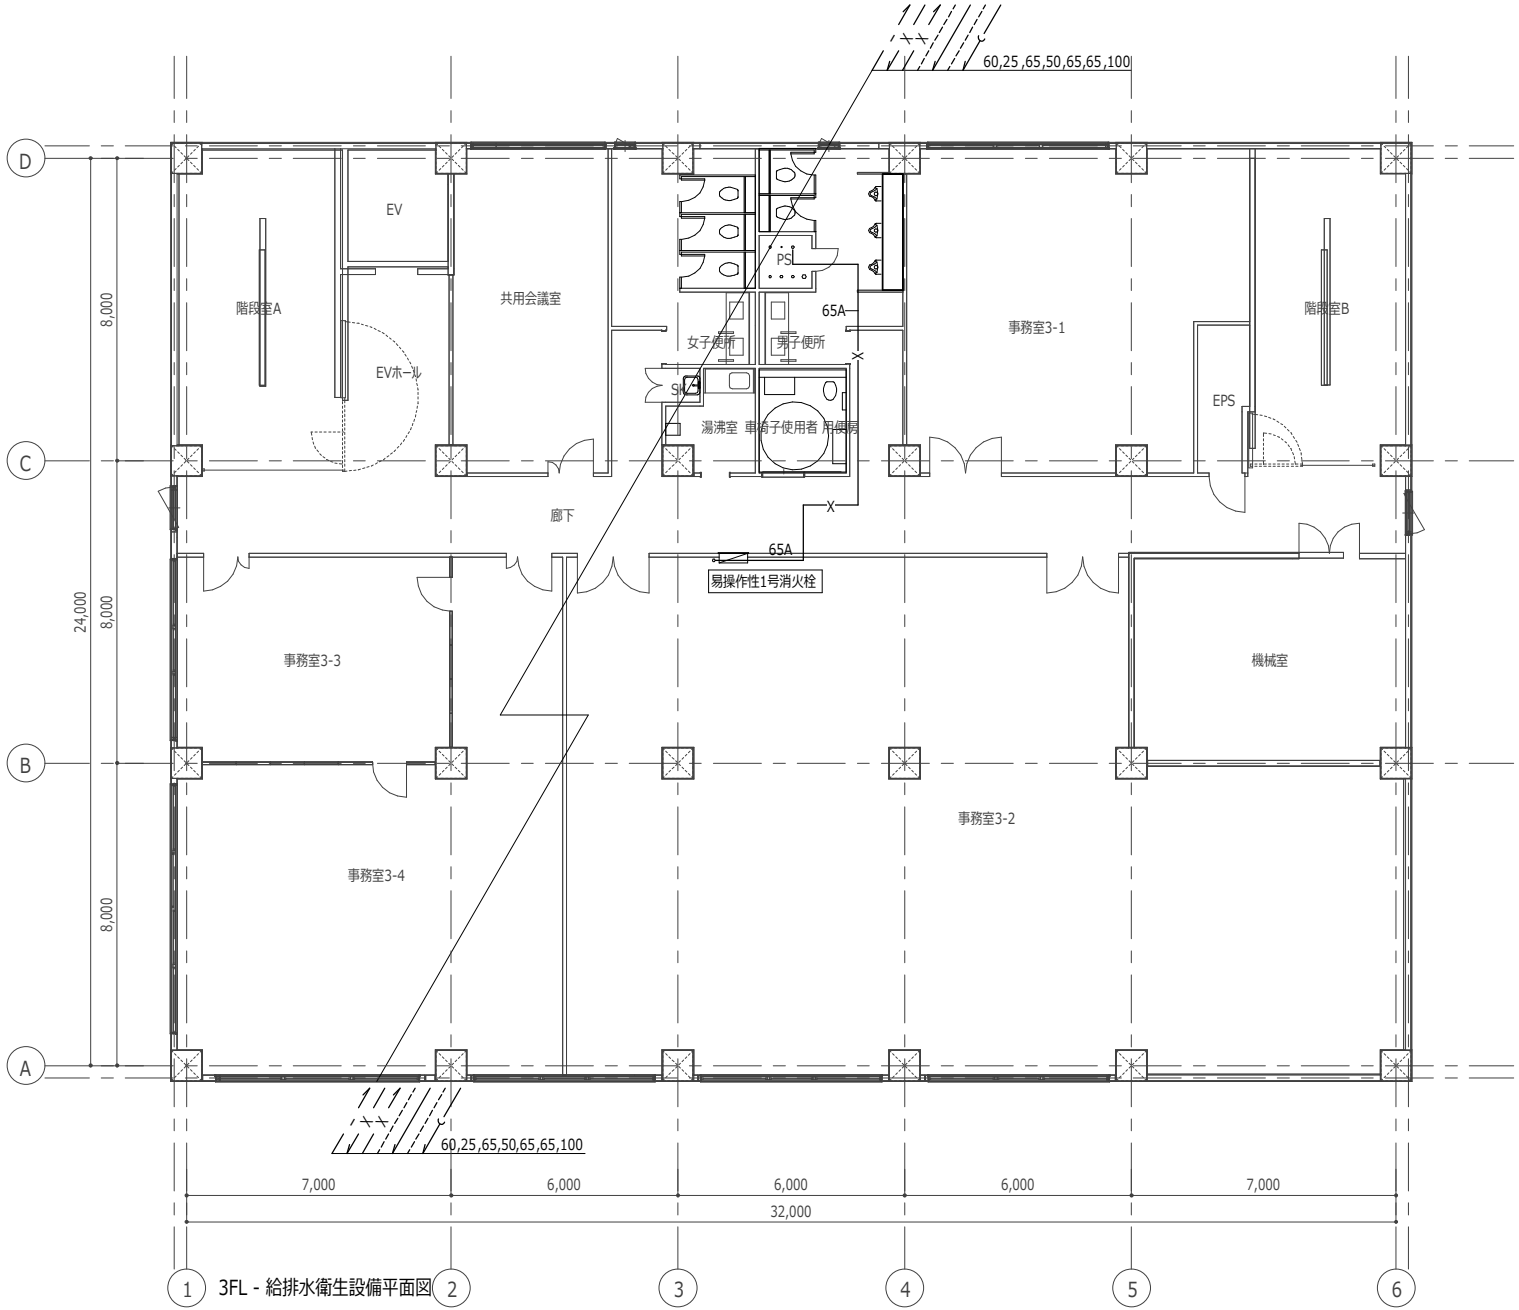 60,25,65,50,65,65,100
D
EV
PS
階段室A
共用会議室
65A
事務室3-1
階段室B
8,000
女子便所
男子便所
X
EVホール
SK
EPS
湯沸室
車椅子使用者 用便房
C
X
廊下
65A
易操作性1号消火栓
24,000
8,000
事務室3-3
機械室
B
事務室3-2
事務室3-4
8,000
A
60,25,65,50,65,65,100
7,000
6,000
6,000
6,000
7,000
32,000
1
3FL - 給排水衛生設備平面図
2
3
4
5
6